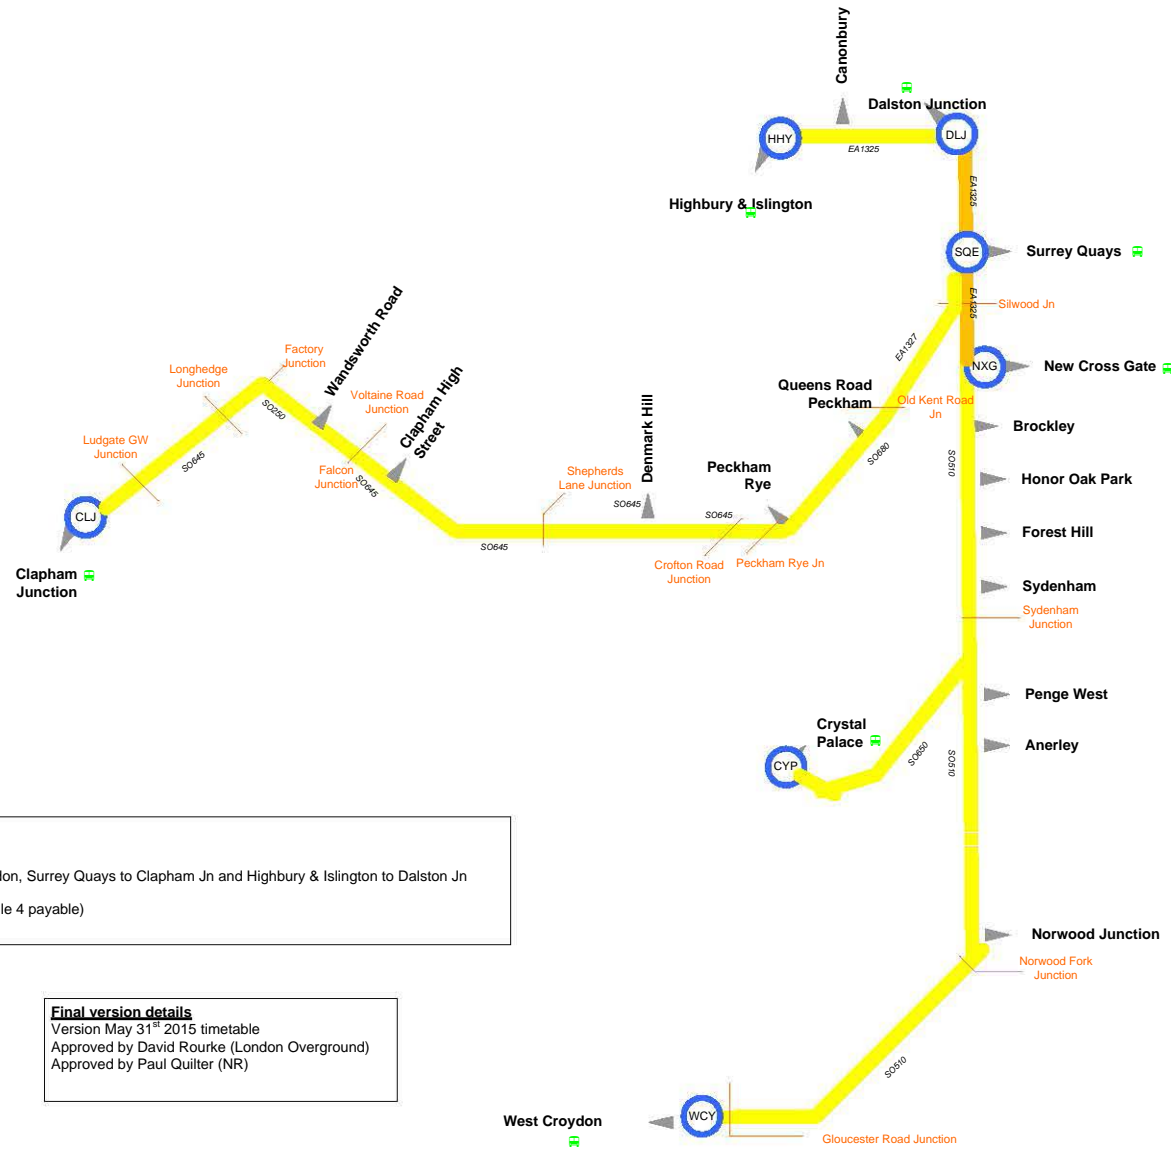 Canonbury
Dalston Junction
HHY
DLJ
EA1325
EA1325
Highbury & Islington
SQE
Surrey Quays
EA1325
Silwood Jn
Wandsworth Road
Factory
Junction
Longhedge
Junction
EA1327
NXG
New Cross Gate
Queens Road
Peckham
Old Kent Road
Jn
Voltaine Road
Junction
Clapham High
Street
SO250
Denmark Hill
Brockley
Ludgate GW
Junction
SO645
Falcon
Junction
SO645
Shepherds
Lane Junction
Peckham
Rye
SO680
SO510
Honor Oak Park
CLJ
SO645
SO645
SO645
Forest Hill
Crofton Road
Junction
Peckham Rye Jn
Clapham
Junction
Sydenham
Sydenham
Junction
Penge West
Crystal
Palace
CYP
SO650
SO510
Anerley
don, Surrey Quays to Clapham Jn and Highbury & Islington to Dalston Jn
le 4 payable)
Norwood Junction
Norwood Fork
Junction
Final version details
Version May 31st 2015 timetable
Approved by David Rourke (London Overground)
Approved by Paul Quilter (NR)
SO510
West Croydon
WCY
Gloucester Road Junction